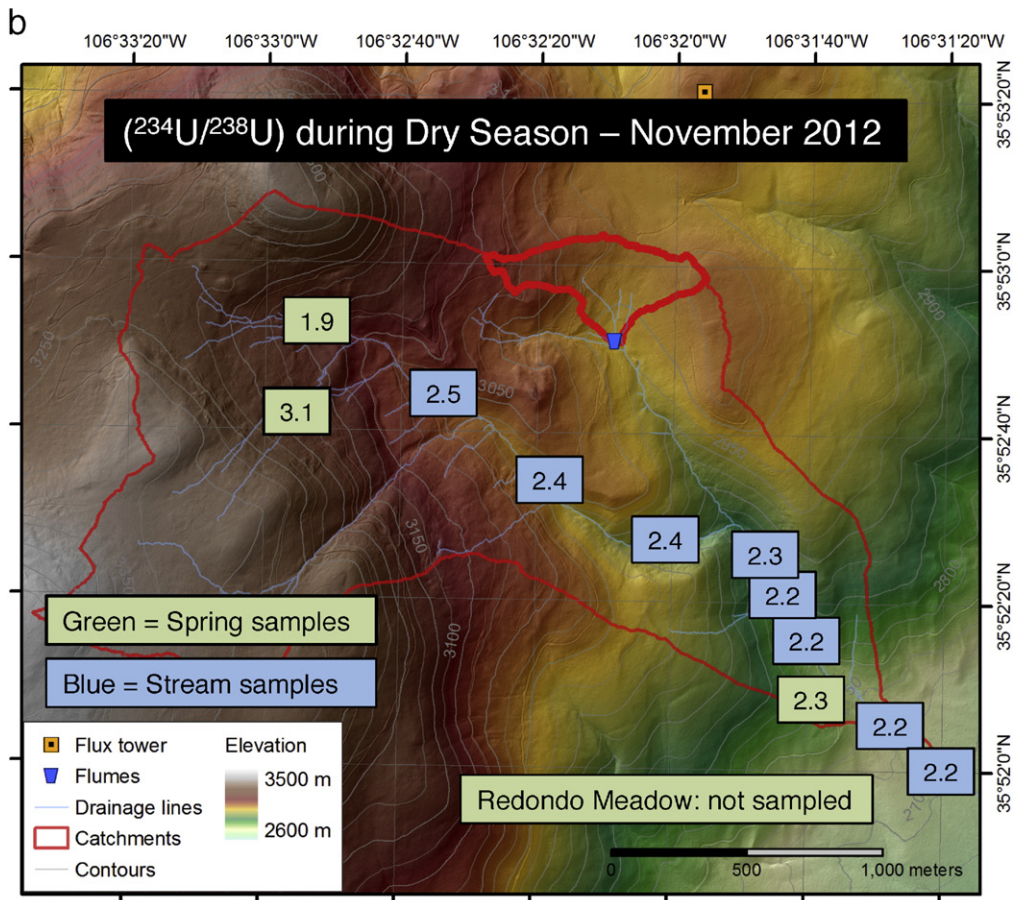 b
106°33'20"W 106°33'0"W 106°32'40"W 106°32'20"W 106°32'0"W 106°31'40"W 106°31'20"W
(234U/238U) during Dry Season – November 2012
35°53'20"N
35°53'0"N
35°52'40"N
35°52'20"N
35°52'0"N
1.9
3.1
2.5
2.4
2.4
2.3
2.2
2.2
2.3
2.2
2.2
3250
3050
2900
3150
3100
2800
Green = Spring samples
Blue = Stream samples
Redondo Meadow: not sampled
Flux tower
Flumes
Drainage lines
Catchments
Contours
Elevation
3500 m
2600 m
0 500 1,000 meters